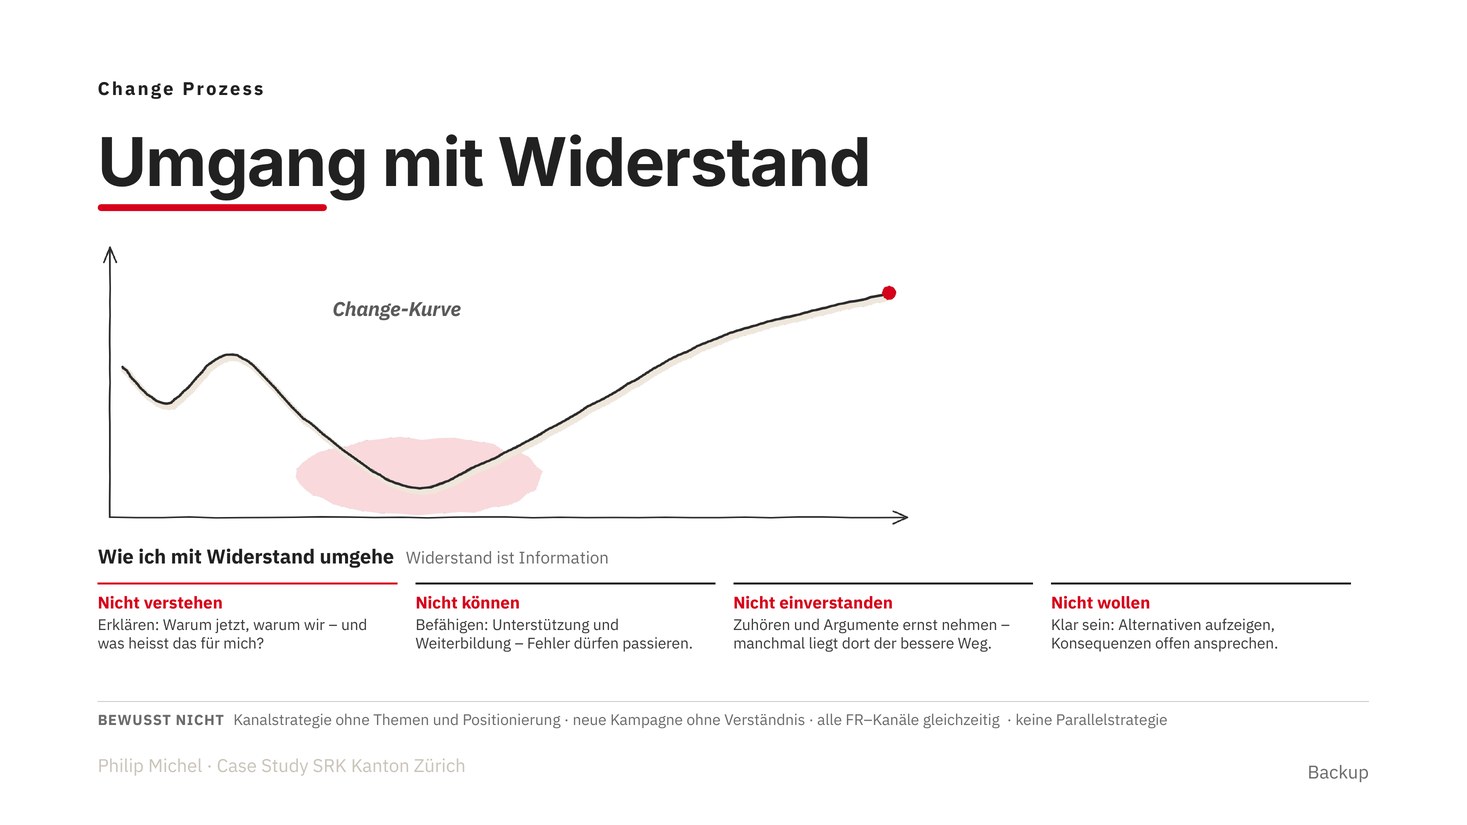 Change Prozess
Umgang mit Widerstand
Change-Kurve
Wie ich mit Widerstand umgehe Widerstand ist Information
Nicht verstehen
Erklären: Warum jetzt, warum wir – und
was heisst das für mich?
Nicht können
Befähigen: Unterstützung und
Weiterbildung – Fehler dürfen passieren.
Nicht einverstanden
Zuhören und Argumente ernst nehmen –
manchmal liegt dort der bessere Weg.
Nicht wollen
Klar sein: Alternativen aufzeigen,
Konsequenzen offen ansprechen.
BEWUSST NICHT Kanalstrategie ohne Themen und Positionierung · neue Kampagne ohne Verständnis · alle FR–Kanäle gleichzeitig · keine Parallelstrategie
Philip Michel · Case Study SRK Kanton Zürich
Backup